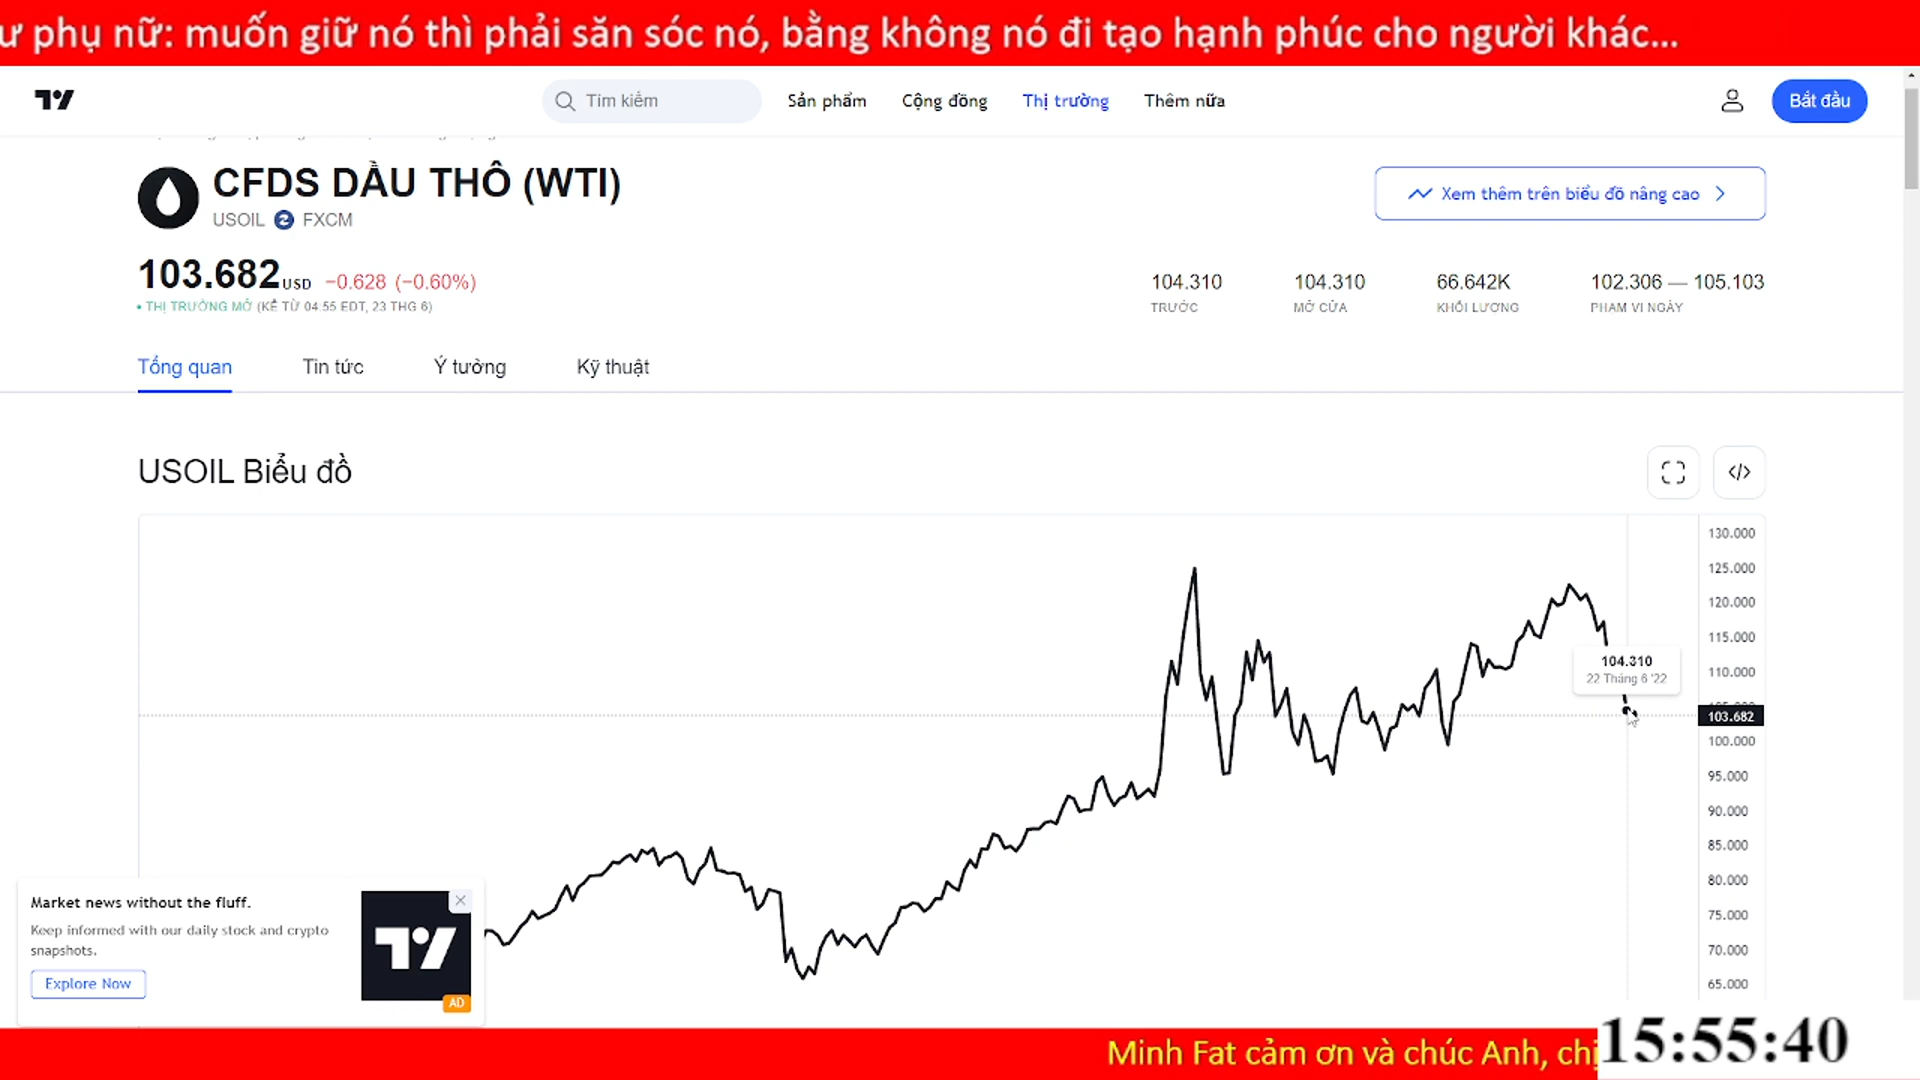 ư phụ nữ: muốn giữ nó thì phải săn sóc nó, bằng không nó đi tạo hạnh phúc cho người khác...
Tìm kiếm
Sản phẩm
Cộng đồng
Thị trường
Thêm nữa
Bắt đầu
CFDS DẦU THÔ (WTI)
USOIL FXCM
Xem thêm trên biểu đồ nâng cao
103.682 USD −0.628 (−0.60%)
• THỊ TRƯỜNG MỞ (KỂ TỪ 04:55 EDT, 23 THG 6)
104.310
TRƯỚC
104.310
MỞ CỬA
66.642K
KHỐI LƯỢNG
102.306 — 105.103
PHẠM VI NGÀY
Tổng quan
Tin tức
Ý tưởng
Kỹ thuật
USOIL Biểu đồ
130.000
125.000
120.000
115.000
110.000
103.682
100.000
95.000
90.000
85.000
80.000
75.000
70.000
65.000
104.310
22 Tháng 6 '22
Market news without the fluff.
Keep informed with our daily stock and crypto
snapshots.
Explore Now
AD
Minh Fat cảm ơn và chúc Anh, chị
15:55:40